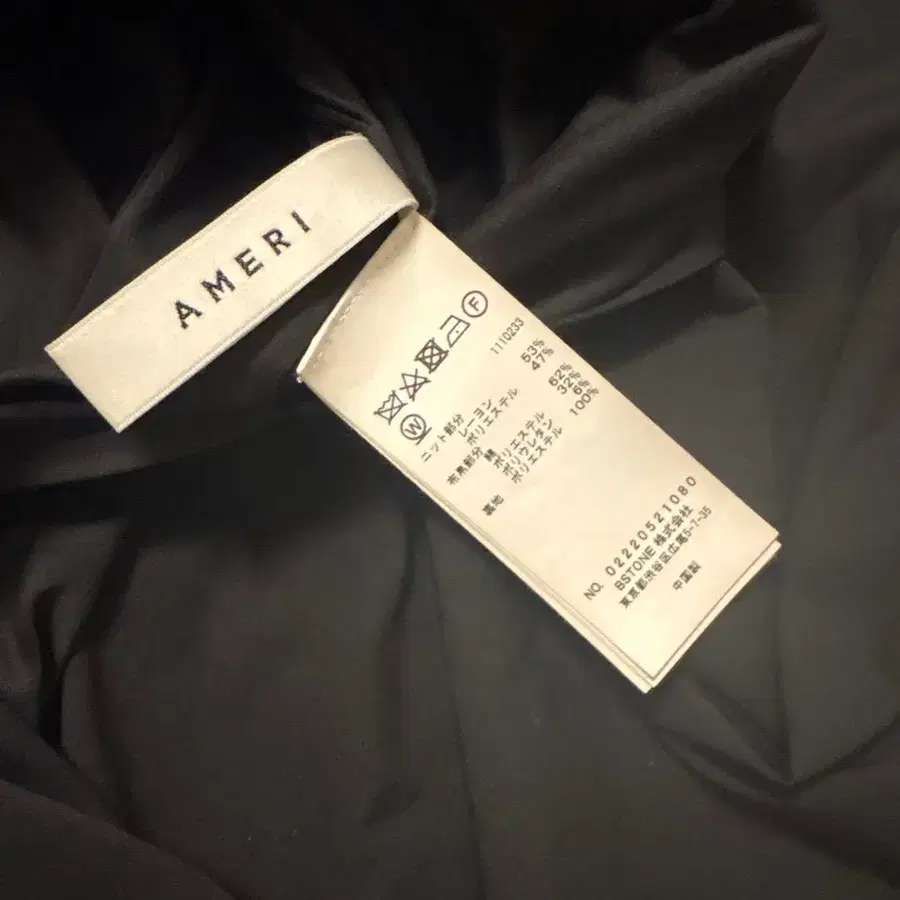 AMERI
F
W
1110233
ニット部分
レーヨン 53%
ポリエステル 47%
布帛部分
綿 62%
ポリエステル 32%
ポリウレタン 6%
裏地 ポリエステル 100%
NO. 02220521080
BSTONE 株式会社
東京都渋谷区広尾5-7-35
中国製